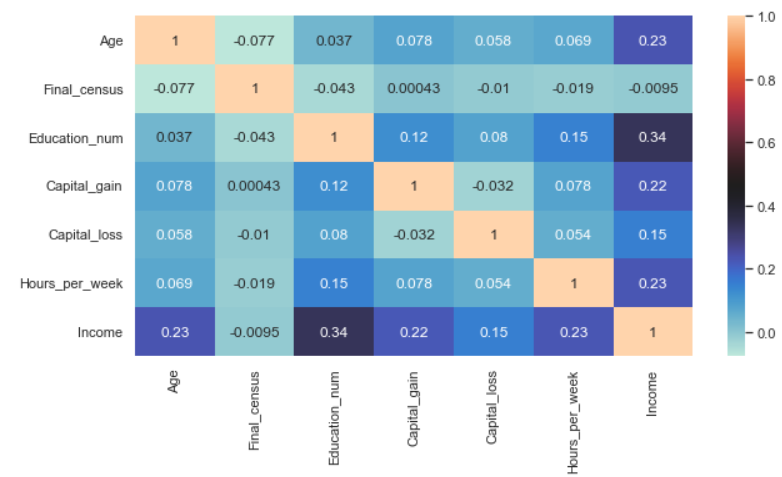 Age 1 -0.077 0.037 0.078 0.058 0.069 0.23
Final_census -0.077 1 -0.043 0.00043 -0.01 -0.019 -0.0095
Education_num 0.037 -0.043 1 0.12 0.08 0.15 0.34
Capital_gain 0.078 0.00043 0.12 1 -0.032 0.078 0.22
Capital_loss 0.058 -0.01 0.08 -0.032 1 0.054 0.15
Hours_per_week 0.069 -0.019 0.15 0.078 0.054 1 0.23
Income 0.23 -0.0095 0.34 0.22 0.15 0.23 1
Age
Final_census
Education_num
Capital_gain
Capital_loss
Hours_per_week
Income
1.0
0.8
0.6
0.4
0.2
0.0